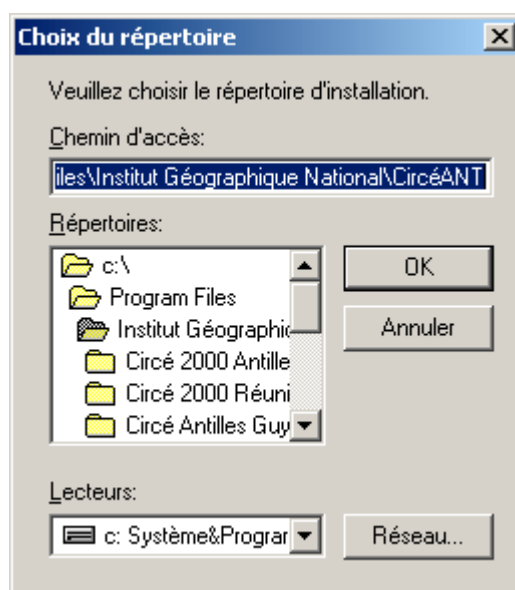 Choix du répertoire
Veuillez choisir le répertoire d'installation.
Chemin d'accès:
iles\Institut Géographique National\CircéANT
Répertoires:
c:\
OK
Program Files
Institut Géographic
Annuler
Circé 2000 Antille
Circé 2000 Réuni
Circé Antilles Guy
Lecteurs:
c: Système&Prograr
Réseau...